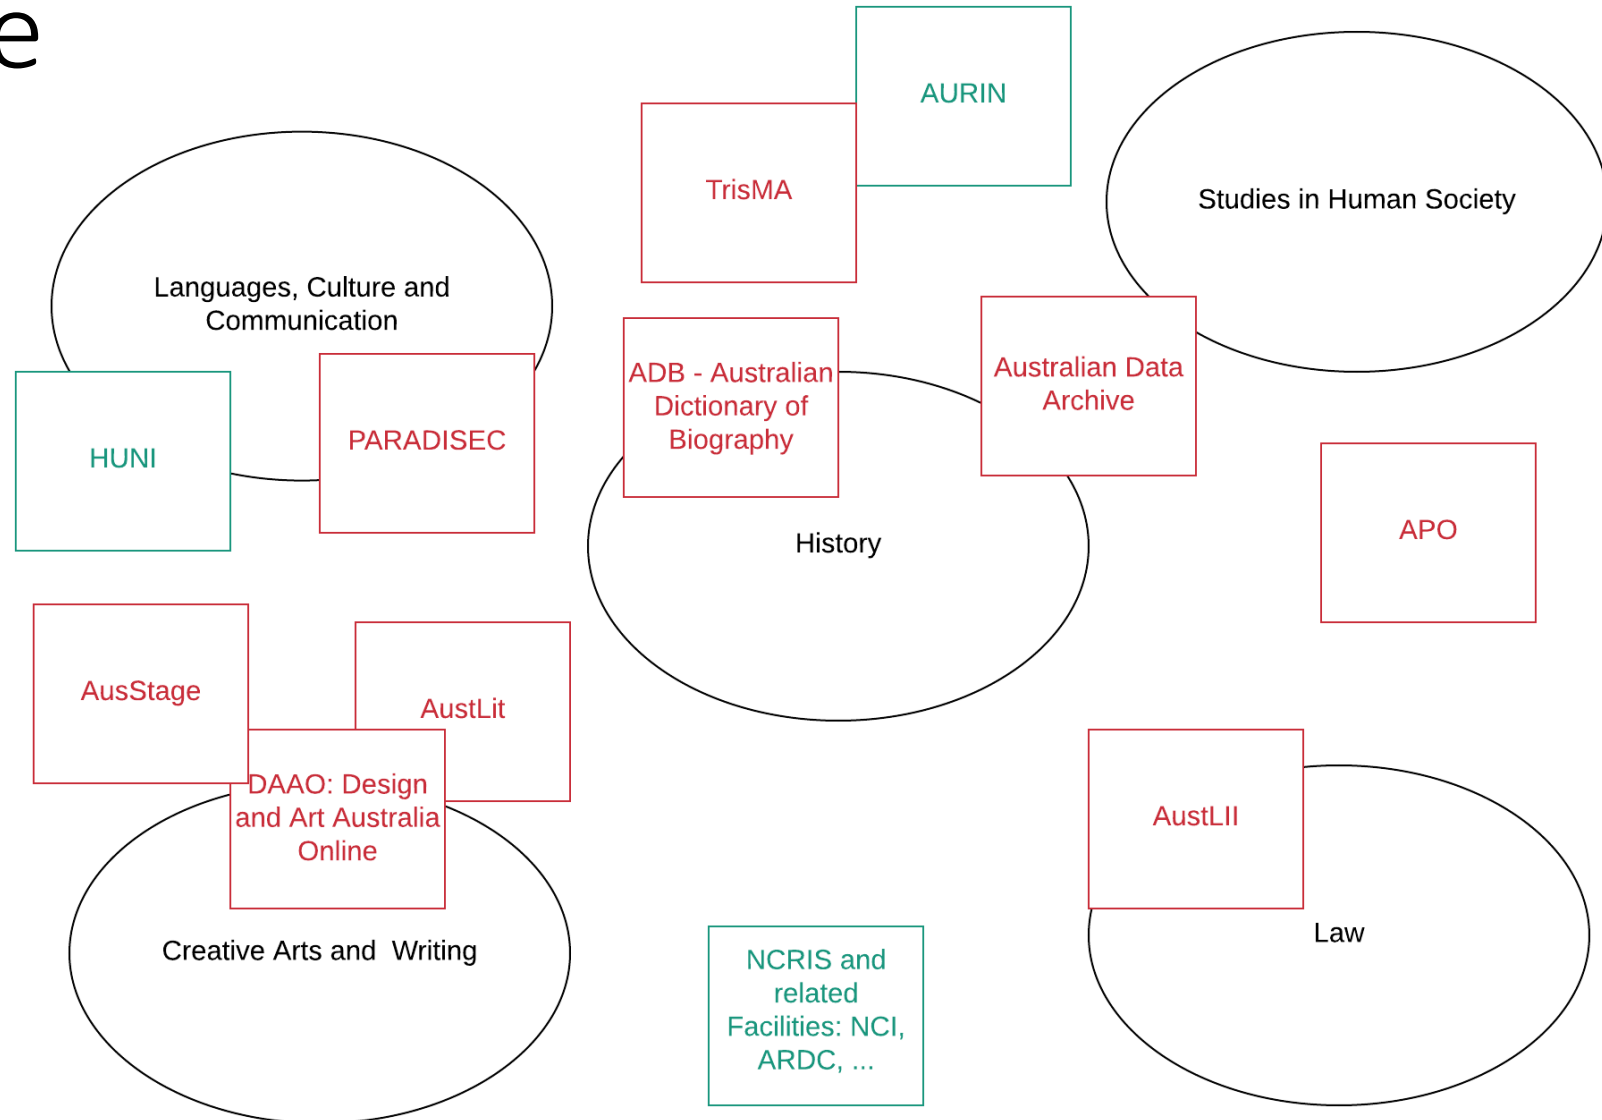 e
AURIN
TrisMA
Studies in Human Society
Languages, Culture and
Communication
ADB - Australian
Dictionary of
Biography
Australian Data
Archive
HUNI
PARADISEC
APO
History
AusStage
AustLit
DAAO: Design
and Art Australia
Online
AustLII
Creative Arts and  Writing
Law
NCRIS and
related
Facilities: NCI,
ARDC, ...